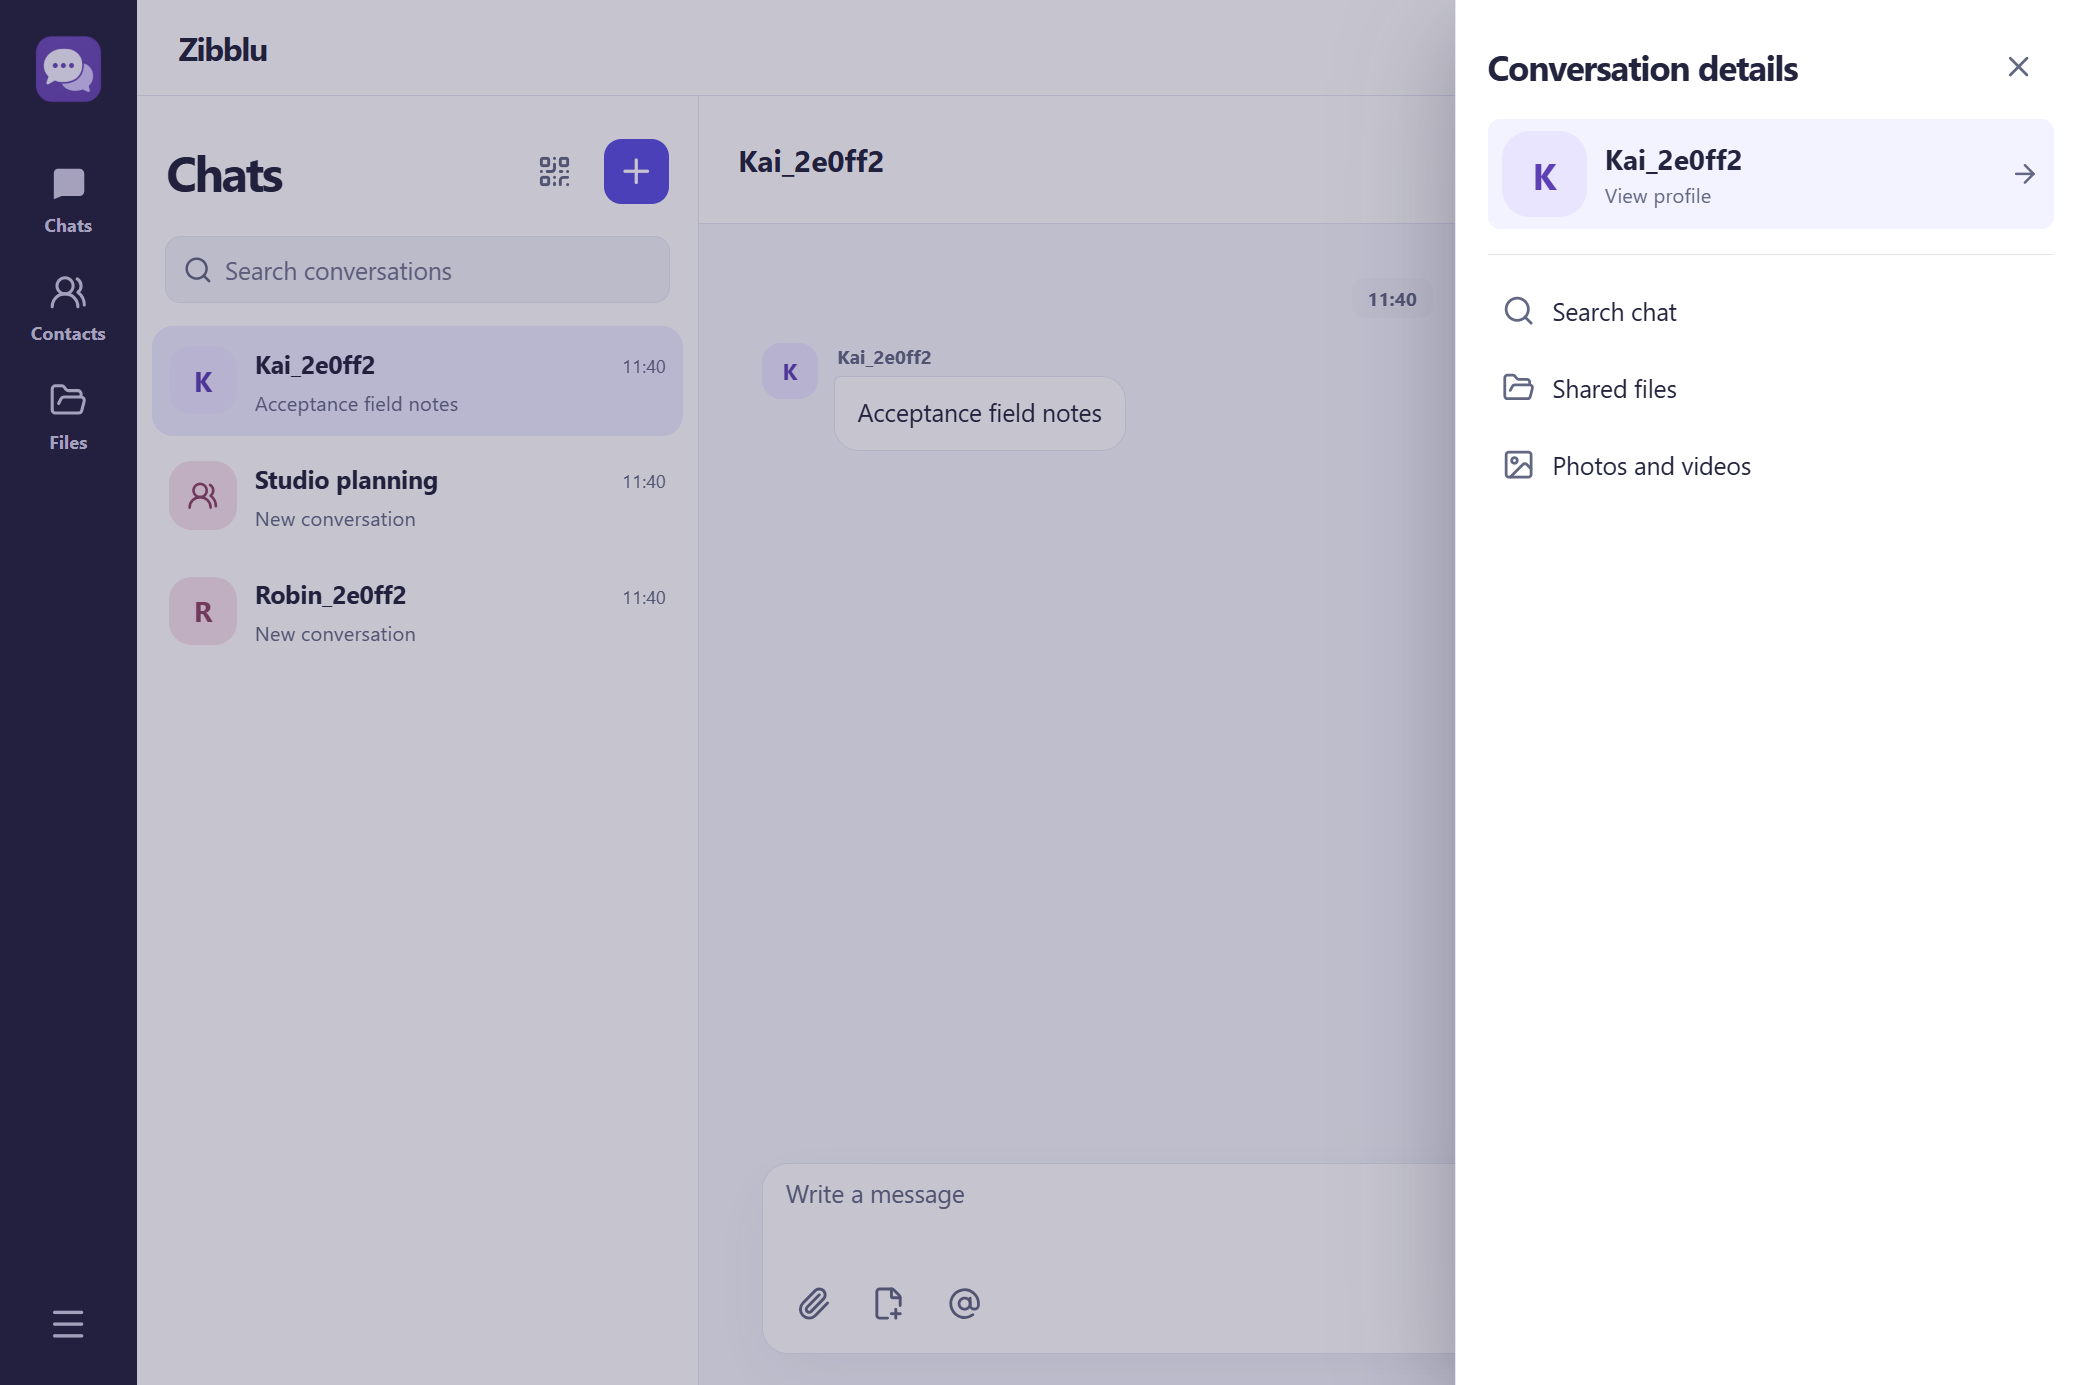 Zibblu
Chats
Contacts
Files
Chats
Search conversations
K
Kai_2e0ff2
11:40
Acceptance field notes
Studio planning
11:40
New conversation
R
Robin_2e0ff2
11:40
New conversation
Kai_2e0ff2
11:40
K
Kai_2e0ff2
Acceptance field notes
Write a message
Conversation details
K
Kai_2e0ff2
View profile
Search chat
Shared files
Photos and videos